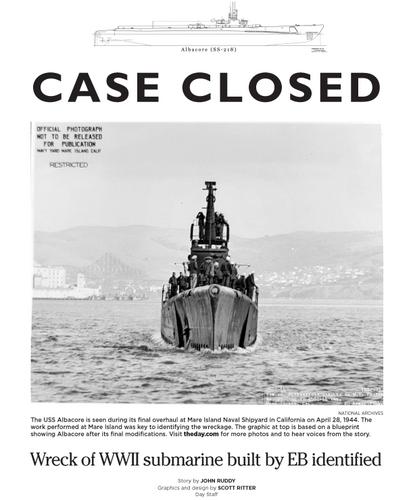 Albacore (SS-218)
CASE CLOSED
OFFICIAL PHOTOGRAPH
NOT TO BE RELEASED
FOR PUBLICATION
NAVY YARD MARE ISLAND CALIF
RESTRICTED
NATIONAL ARCHIVES
The USS Albacore is seen during its final overhaul at Mare Island Naval Shipyard in California on April 28, 1944. The
work performed at Mare Island was key to identifying the wreckage. The graphic at top is based on a blueprint
showing Albacore after its final modifications. Visit theday.com for more photos and to hear voices from the story.
Wreck of WWII submarine built by EB identified
Story by JOHN RUDDY
Graphics and design by SCOTT RITTER
Day Staff